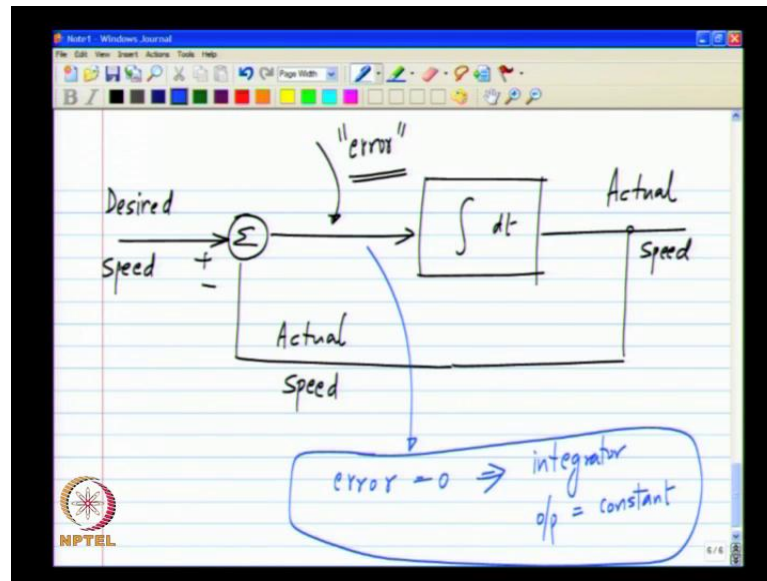 Note1 - Windows Journal
File Edit View Insert Actions Tools Help
Page Width
B I
"error"
Desired
Speed
+
-
Σ
∫ dt
Actual
Speed
Actual
Speed
error = 0 ⇒ integrator
o/p = constant
NPTEL
6/6